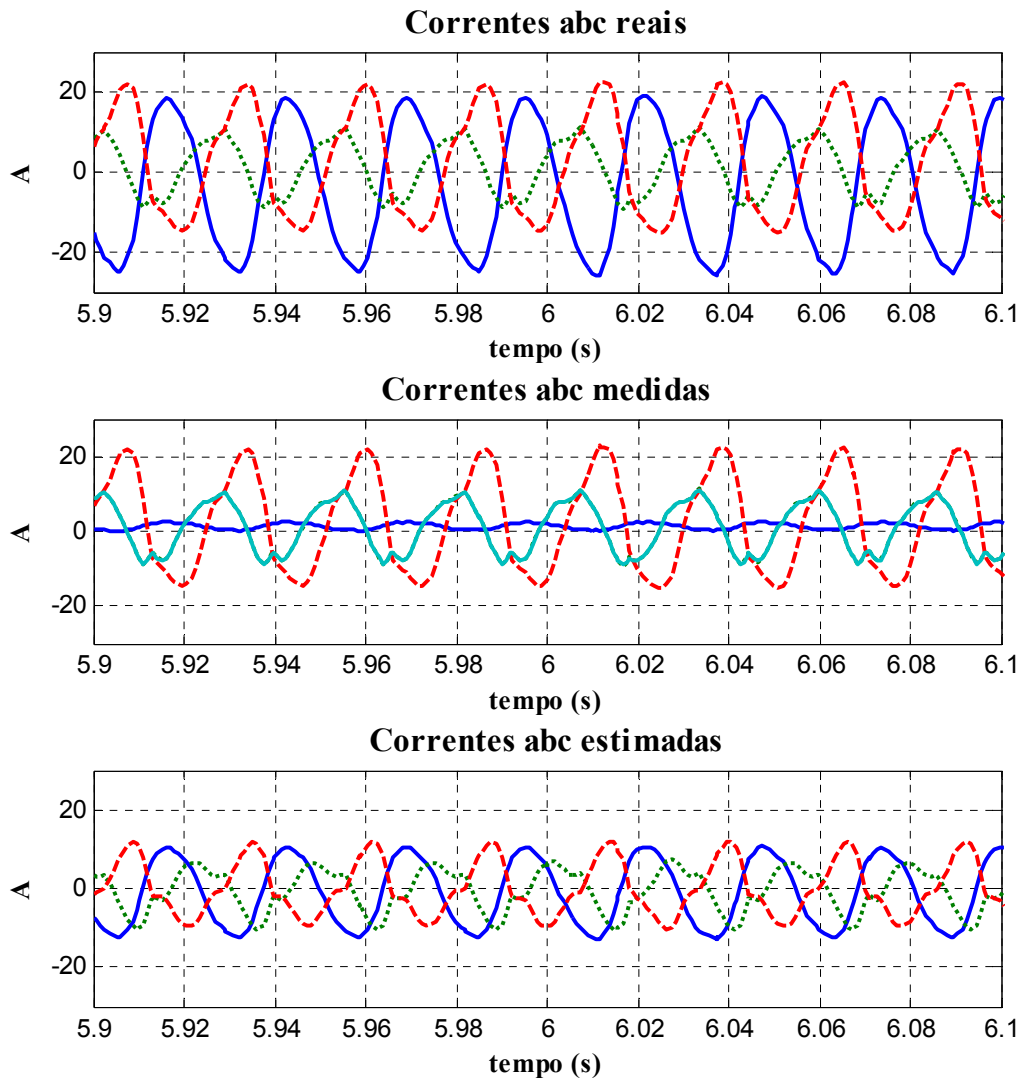 Correntes abc reais
20
0
-20
A
5.9 5.92 5.94 5.96 5.98 6 6.02 6.04 6.06 6.08 6.1
tempo (s)
Correntes abc medidas
20
0
-20
A
5.9 5.92 5.94 5.96 5.98 6 6.02 6.04 6.06 6.08 6.1
tempo (s)
Correntes abc estimadas
20
0
-20
A
5.9 5.92 5.94 5.96 5.98 6 6.02 6.04 6.06 6.08 6.1
tempo (s)